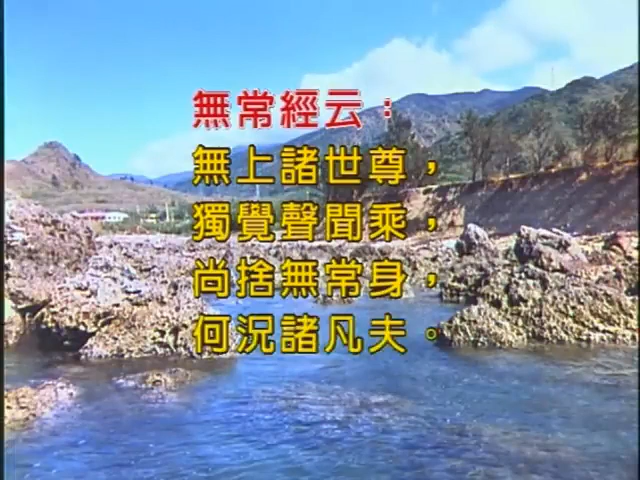 無常經云：
無上諸世尊，
獨覺聲聞乘，
尚捨無常身，
何況諸凡夫。